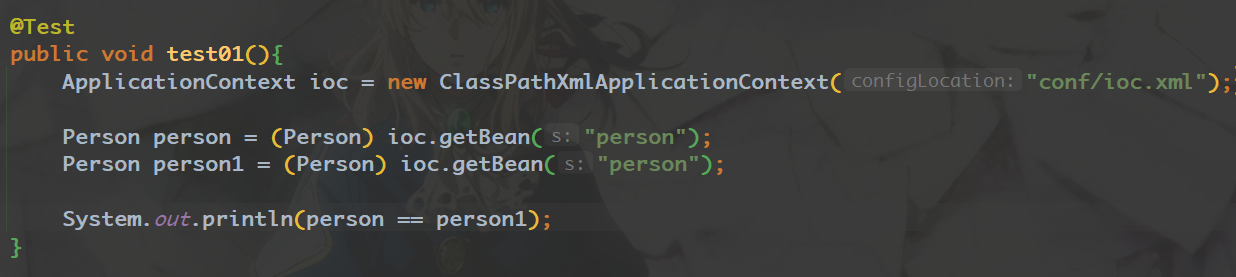 @Test
public void test01(){
    ApplicationContext ioc = new ClassPathXmlApplicationContext( configLocation: "conf/ioc.xml");;
    Person person = (Person) ioc.getBean( s: "person");
    Person person1 = (Person) ioc.getBean( s: "person");
    System.out.println(person == person1);
}